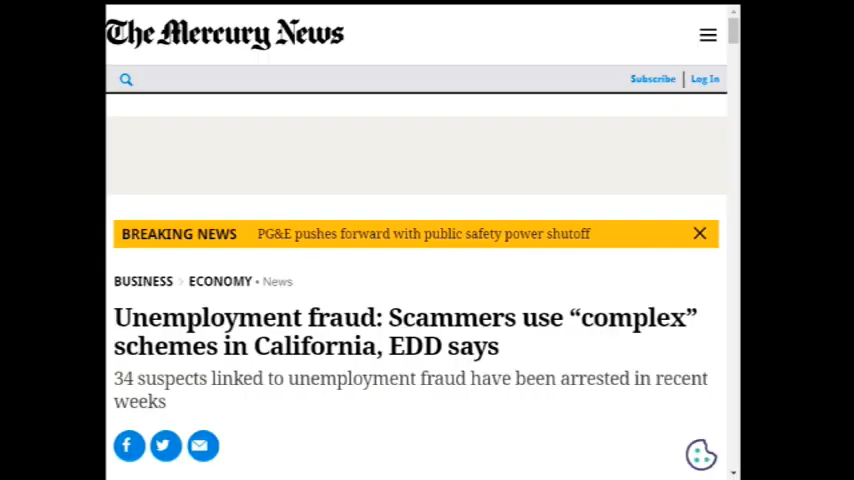 The Mercury News
Subscribe | Log In
BREAKING NEWS PG&E pushes forward with public safety power shutoff
BUSINESS > ECONOMY • News
Unemployment fraud: Scammers use “complex”
schemes in California, EDD says
34 suspects linked to unemployment fraud have been arrested in recent
weeks